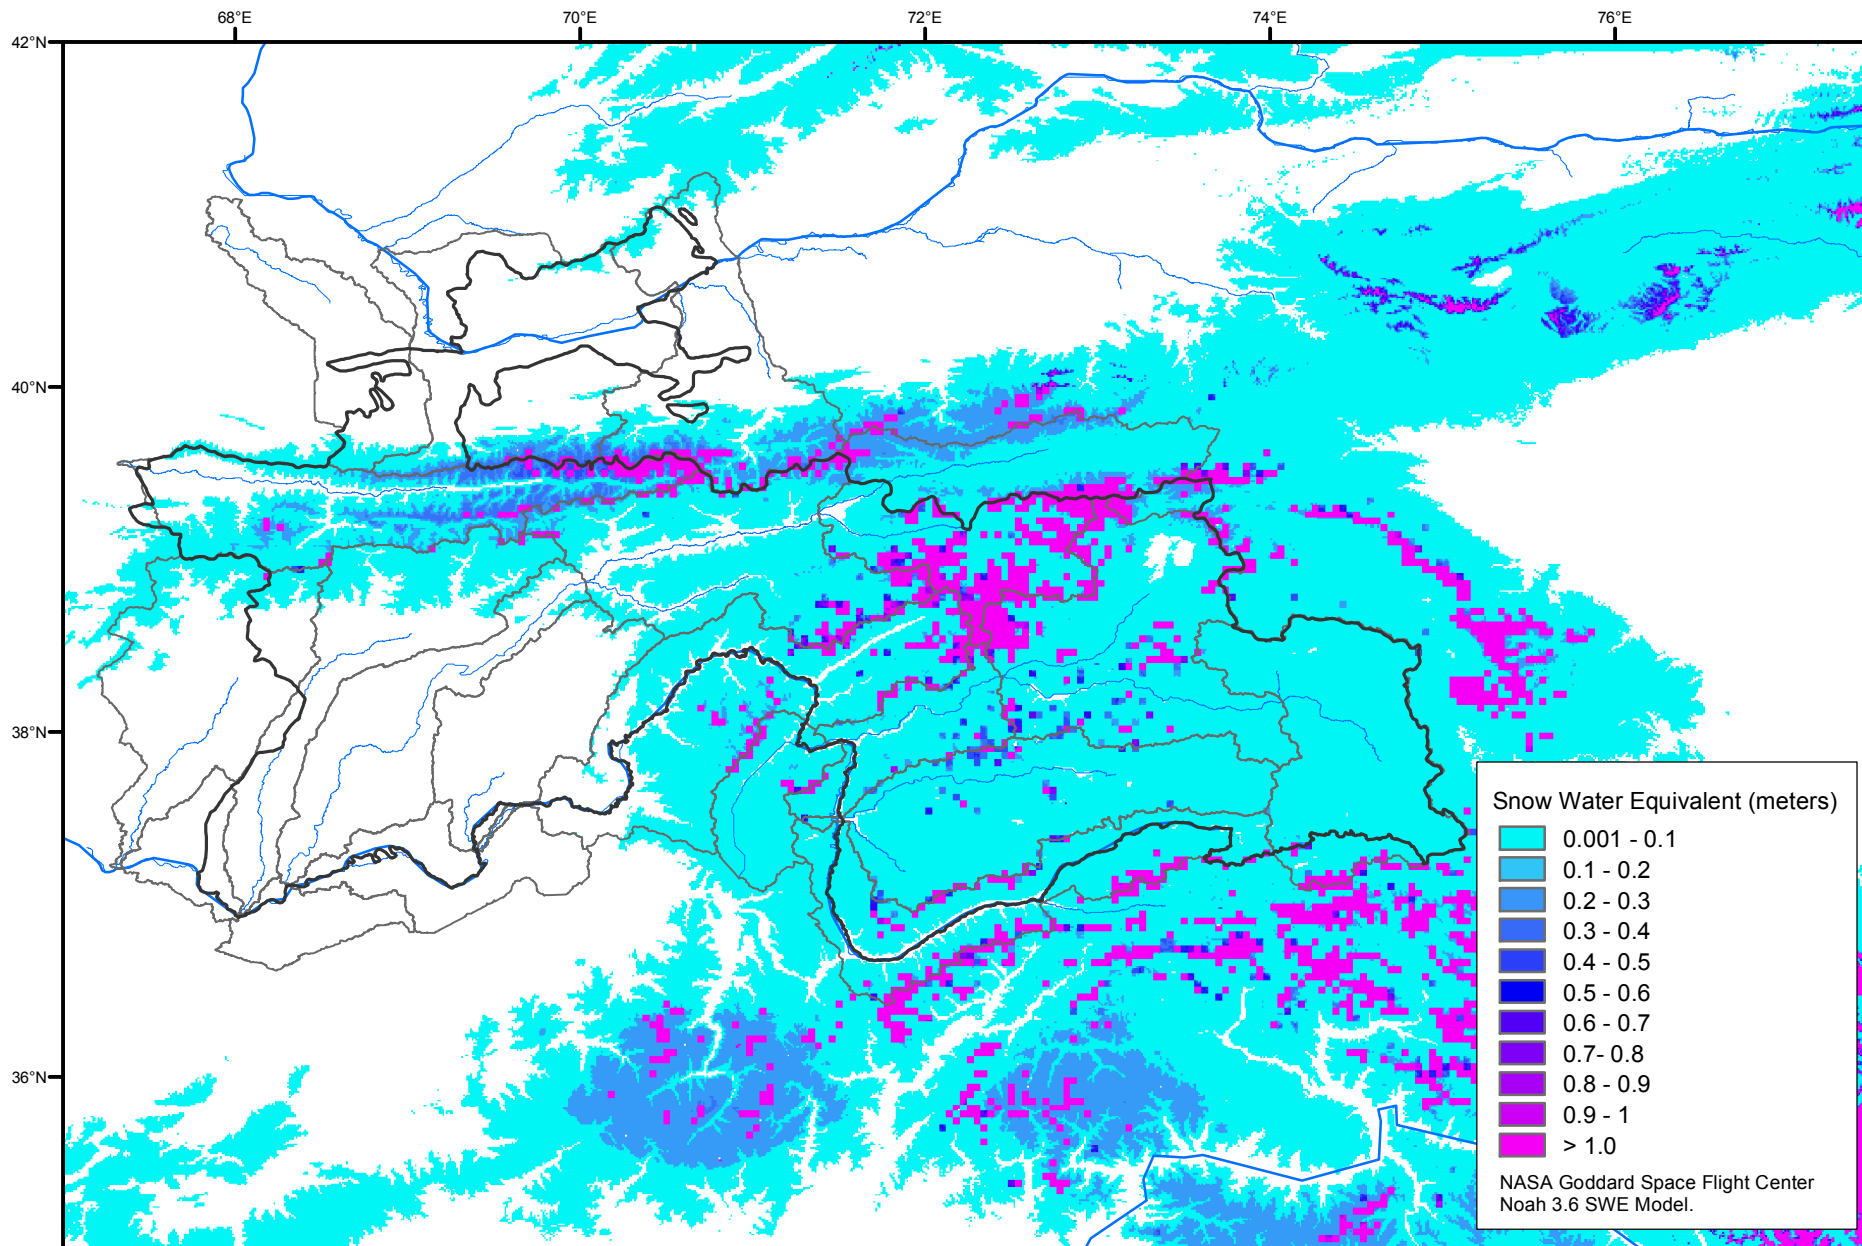 68°E
70°E
72°E
74°E
76°E
42°N
40°N
38°N
36°N
Snow Water Equivalent (meters)
0.001 - 0.1
0.1 - 0.2
0.2 - 0.3
0.3 - 0.4
0.4 - 0.5
0.5 - 0.6
0.6 - 0.7
0.7- 0.8
0.8 - 0.9
0.9 - 1
> 1.0
NASA Goddard Space Flight Center
Noah 3.6 SWE Model.